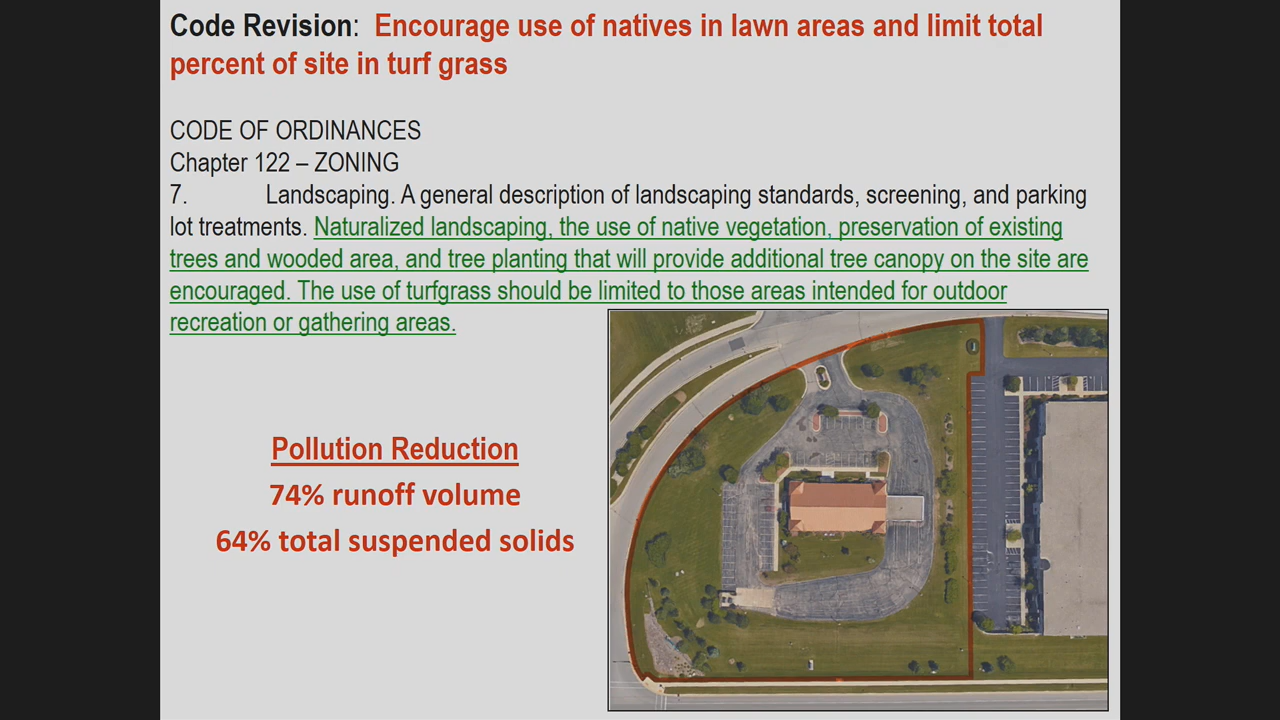 Code Revision: Encourage use of natives in lawn areas and limit total
percent of site in turf grass
CODE OF ORDINANCES
Chapter 122 – ZONING
7. Landscaping. A general description of landscaping standards, screening, and parking
lot treatments. Naturalized landscaping, the use of native vegetation, preservation of existing
trees and wooded area, and tree planting that will provide additional tree canopy on the site are
encouraged. The use of turfgrass should be limited to those areas intended for outdoor
recreation or gathering areas.
Pollution Reduction
74% runoff volume
64% total suspended solids